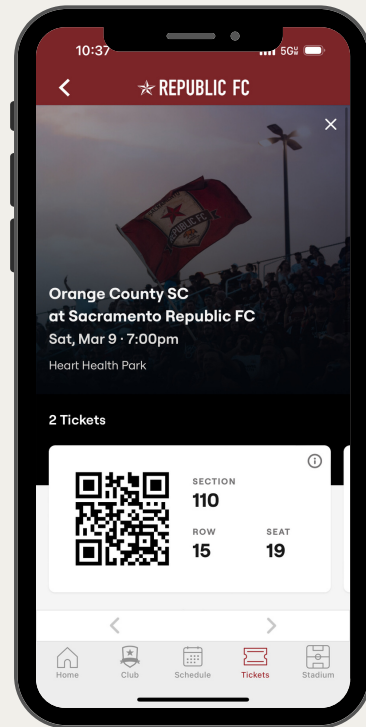 10:37
5G
REPUBLIC FC
Orange County SC
at Sacramento Republic FC
Sat, Mar 9 · 7:00pm
Heart Health Park
2 Tickets
SECTION
110
ROW SEAT
15 19
Home Club Schedule Tickets Stadium